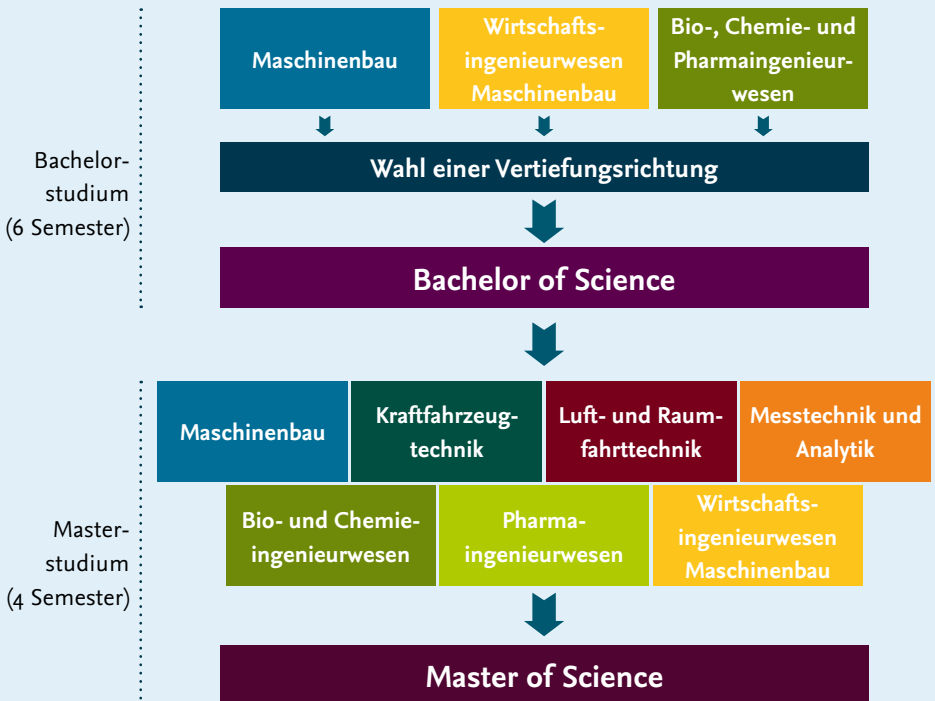 Maschinenbau
Wirtschafts-
ingenieurwesen
Maschinenbau
Bio-, Chemie- und
Pharmaingenieur-
wesen
Bachelor-
studium
(6 Semester)
Wahl einer Vertiefungsrichtung
Bachelor of Science
Maschinenbau
Kraftfahrzeug-
technik
Luft- und Raum-
fahrttechnik
Messtechnik und
Analytik
Master-
studium
(4 Semester)
Bio- und Chemie-
ingenieurwesen
Pharma-
ingenieurwesen
Wirtschafts-
ingenieurwesen
Maschinenbau
Master of Science